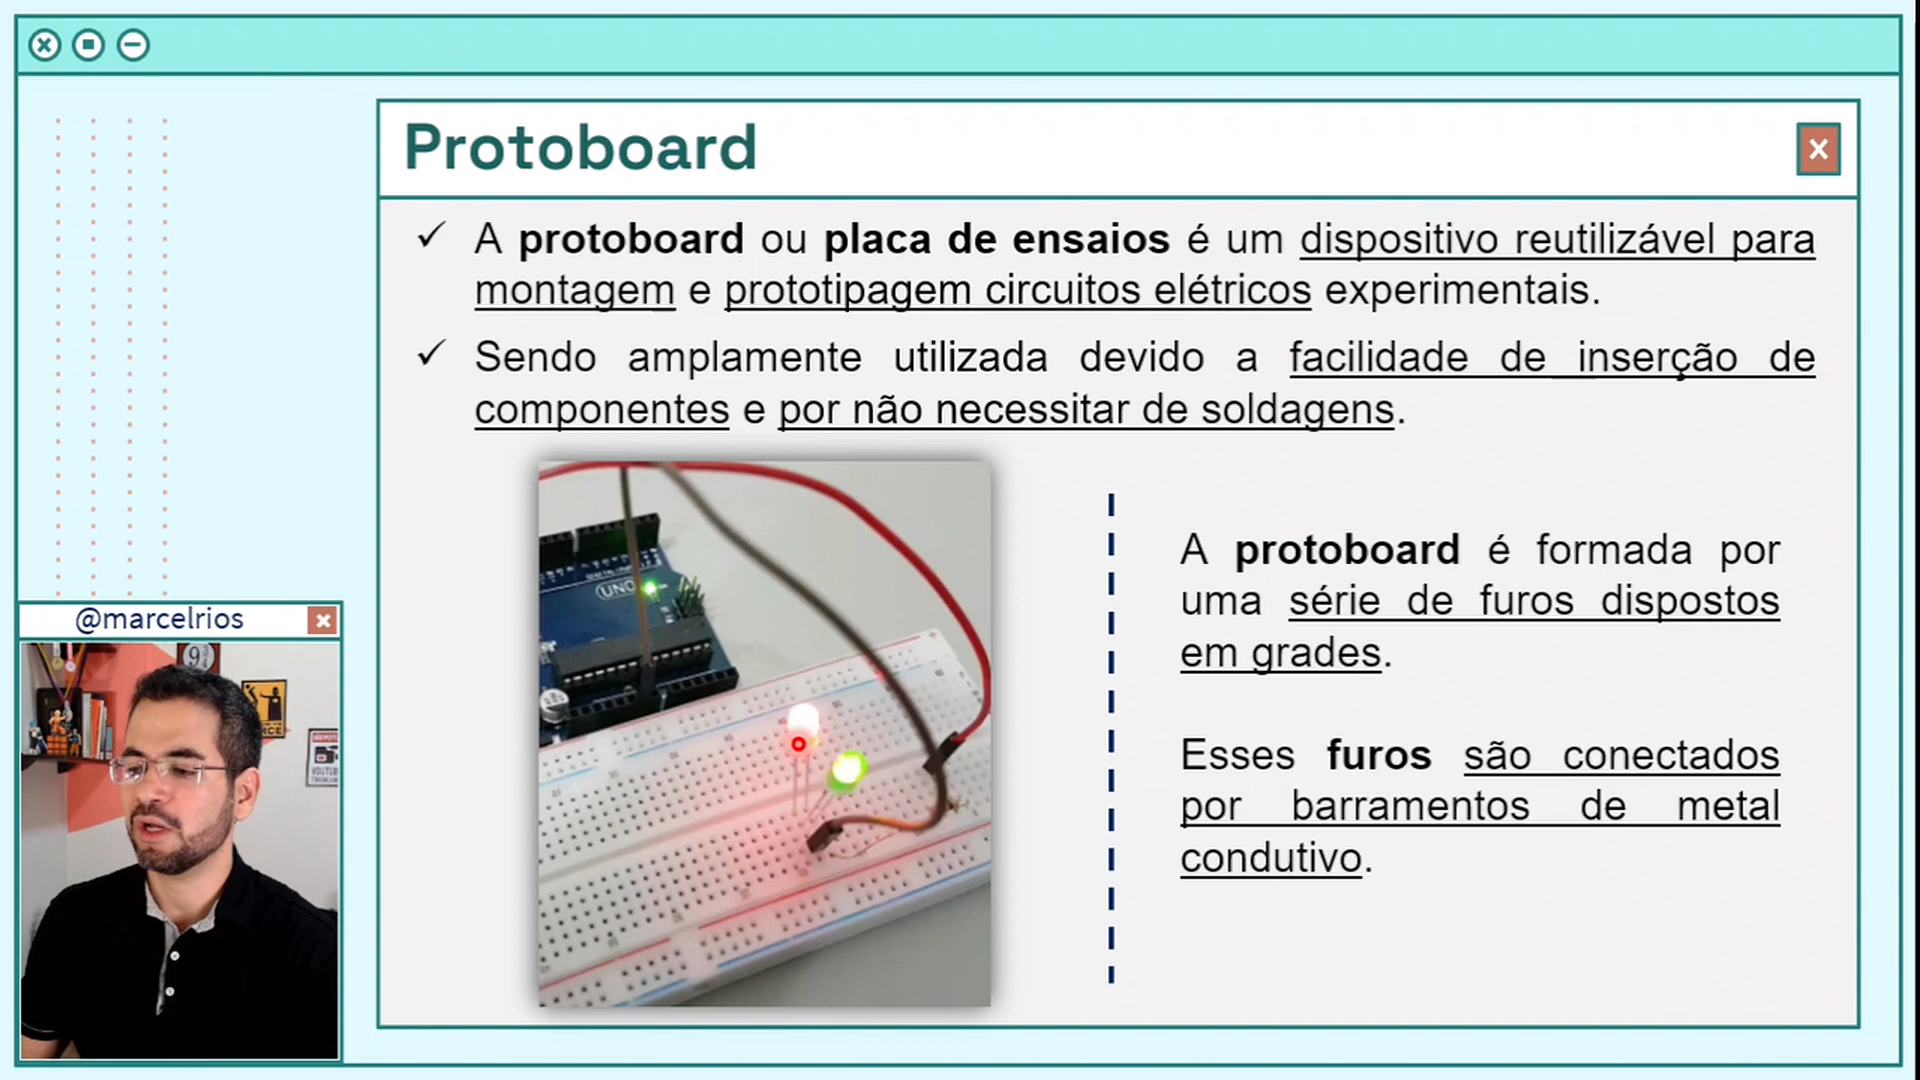 Protoboard
✓ A protoboard ou placa de ensaios é um dispositivo reutilizável para
montagem e prototipagem circuitos elétricos experimentais.
✓ Sendo amplamente utilizada devido a facilidade de inserção de
componentes e por não necessitar de soldagens.
UNO
A protoboard é formada por
uma série de furos dispostos
em grades.
Esses furos são conectados
por barramentos de metal
condutivo.
@marcelrios